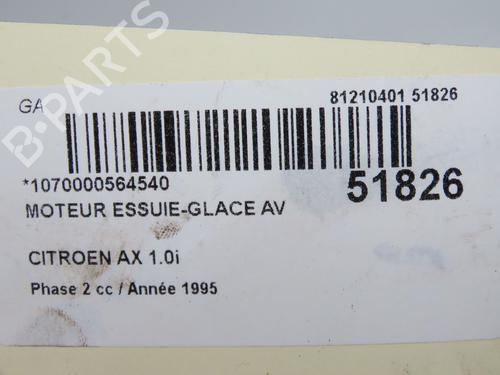 GA
81210401 51826
*1070000564540
51826
MOTEUR ESSUIE-GLACE AV
CITROEN AX 1.0i
Phase 2 cc / Année 1995
B-PARTS